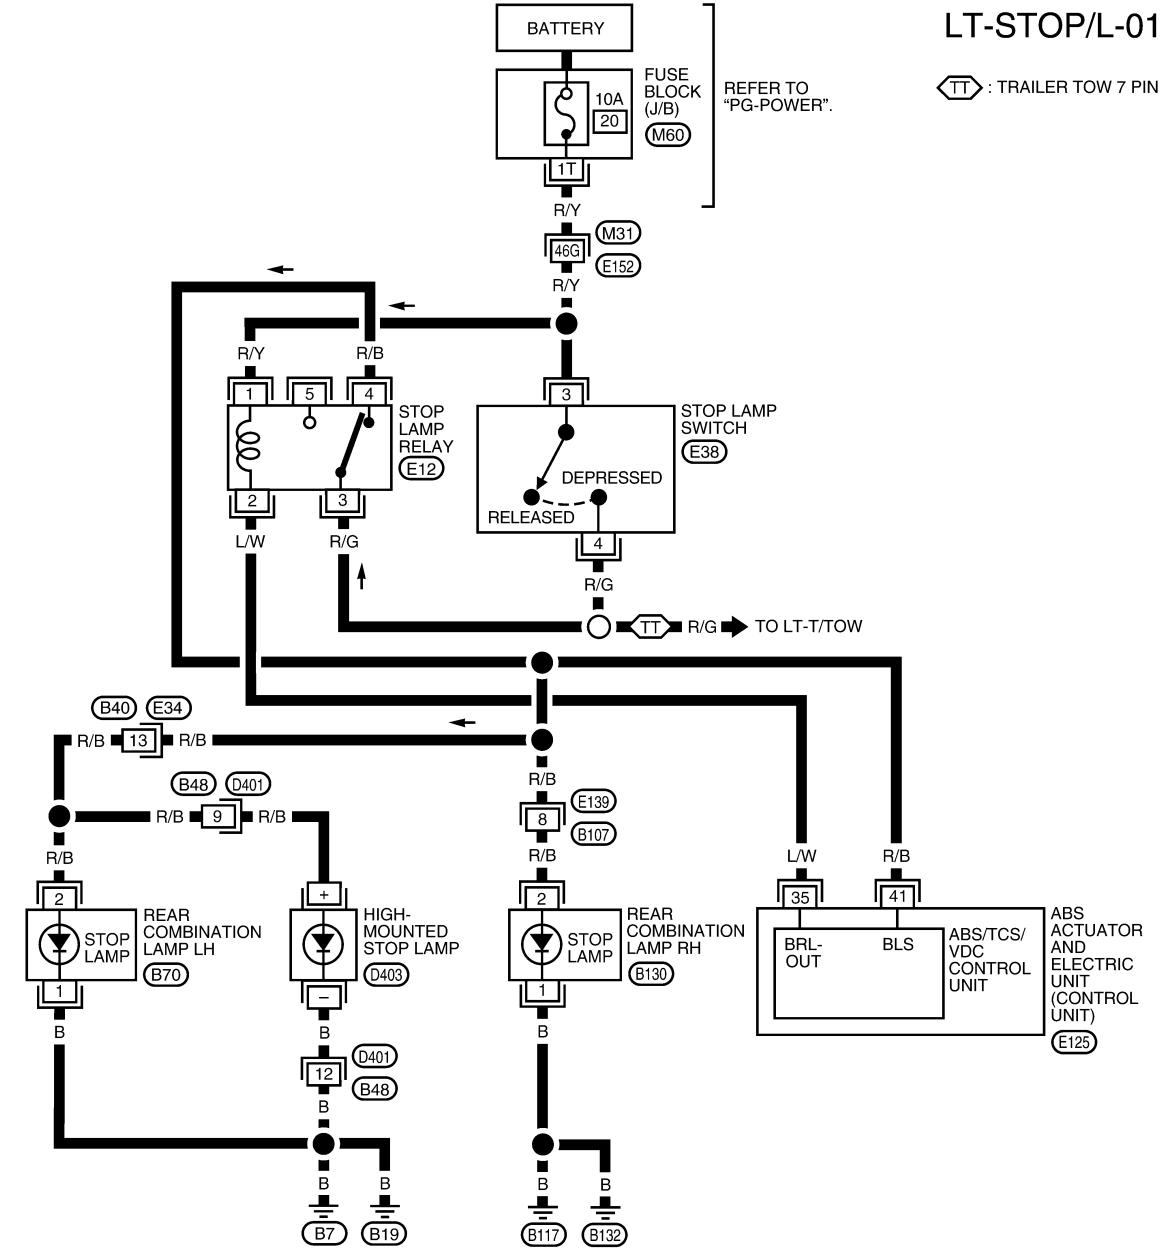 LT-STOP/L-01
BATTERY
FUSE
BLOCK
(J/B)
M60
10A
20
REFER TO
“PG-POWER”.
TT : TRAILER TOW 7 PIN
1T
R/Y
46G
M31
E152
R/Y
R/Y
R/B
1
5
4
STOP
LAMP
RELAY
E12
2
3
L/W
R/G
3
STOP LAMP
SWITCH
E38
DEPRESSED
RELEASED
4
R/G
TT
R/G
TO LT-T/TOW
B40
E34
R/B
13
R/B
B48
D401
R/B
9
R/B
R/B
E139
8
B107
R/B
R/B
L/W
R/B
2
REAR
COMBINATION
LAMP LH
B70
STOP
LAMP
1
B
+
HIGH-
MOUNTED
STOP LAMP
D403
–
B
D401
12
B48
B
2
REAR
COMBINATION
LAMP RH
B130
STOP
LAMP
1
B
35
41
BRL-
OUT
BLS
ABS/TCS/
VDC
CONTROL
UNIT
ABS
ACTUATOR
AND
ELECTRIC
UNIT
(CONTROL
UNIT)
E125
B
B
B
B
B7
B19
B117
B132